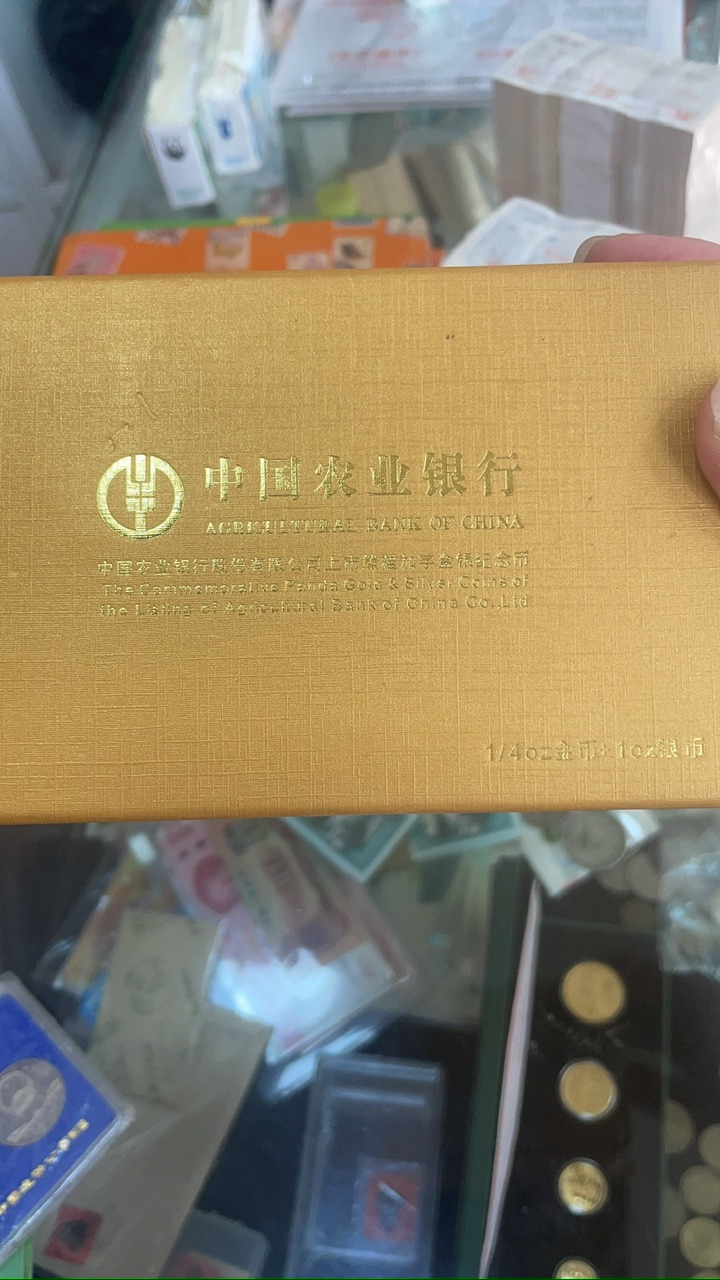 中国农业银行
AGRICULTURAL BANK OF CHINA
中国农业银行股份有限公司上市熊猫加字金银纪念币
The Commemorative Panda Gold & Silver Coins of
the Listing of Agricultural Bank of China Co.,Ltd
1/4oz金币+1oz银币